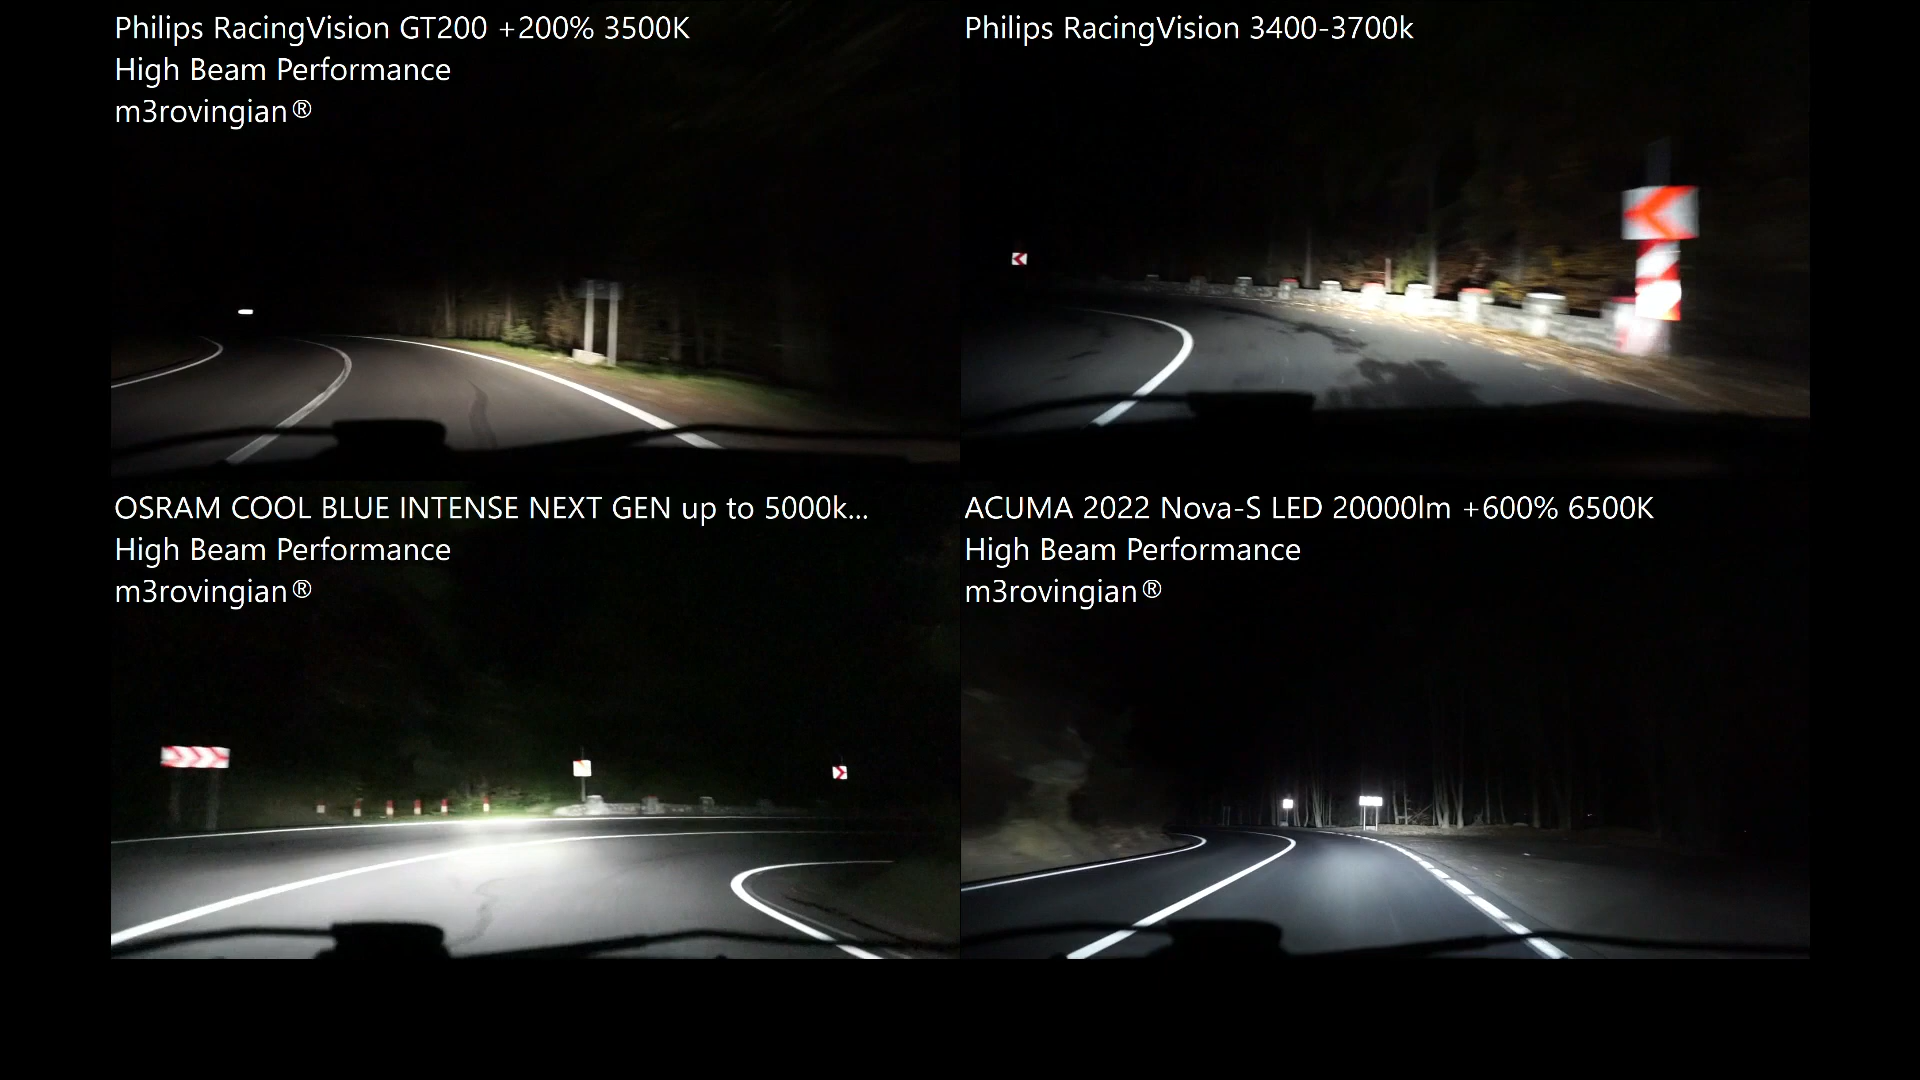 Philips RacingVision GT200 +200% 3500K
High Beam Performance
m3rovingian®
Philips RacingVision 3400-3700k
OSRAM COOL BLUE INTENSE NEXT GEN up to 5000k...
High Beam Performance
m3rovingian®
ACUMA 2022 Nova-S LED 20000lm +600% 6500K
High Beam Performance
m3rovingian®